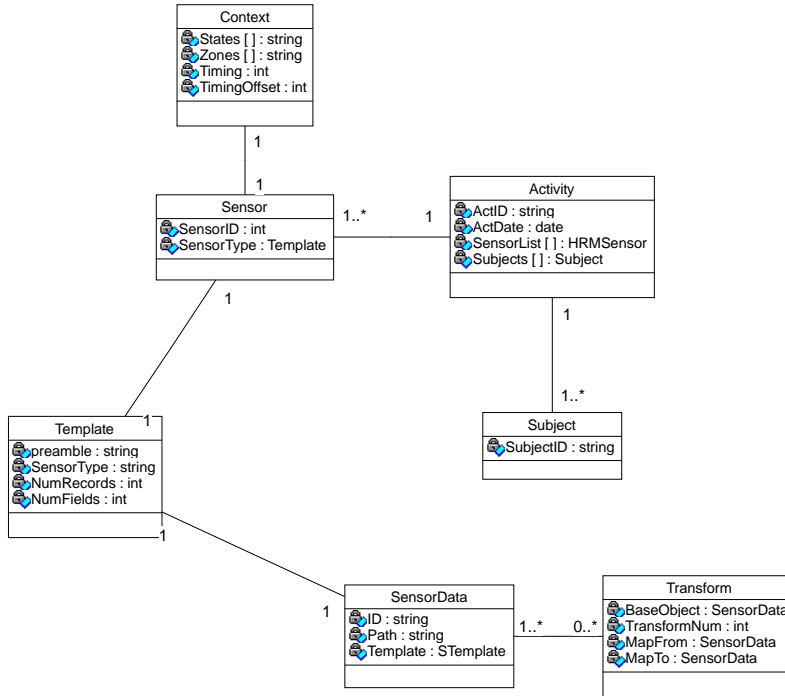 Context
States [ ] : string
Zones [ ] : string
Timing : int
TimingOffset : int
1
1
Sensor
SensorID : int
SensorType : Template
1..*
1
Activity
ActID : string
ActDate : date
SensorList [ ] : HRMSensor
Subjects [ ] : Subject
1
1
1..*
Subject
SubjectID : string
1
Template
preamble : string
SensorType : string
NumRecords : int
NumFields : int
1
1
SensorData
ID : string
Path : string
Template : STemplate
1..*
0..*
Transform
BaseObject : SensorData
TransformNum : int
MapFrom : SensorData
MapTo : SensorData